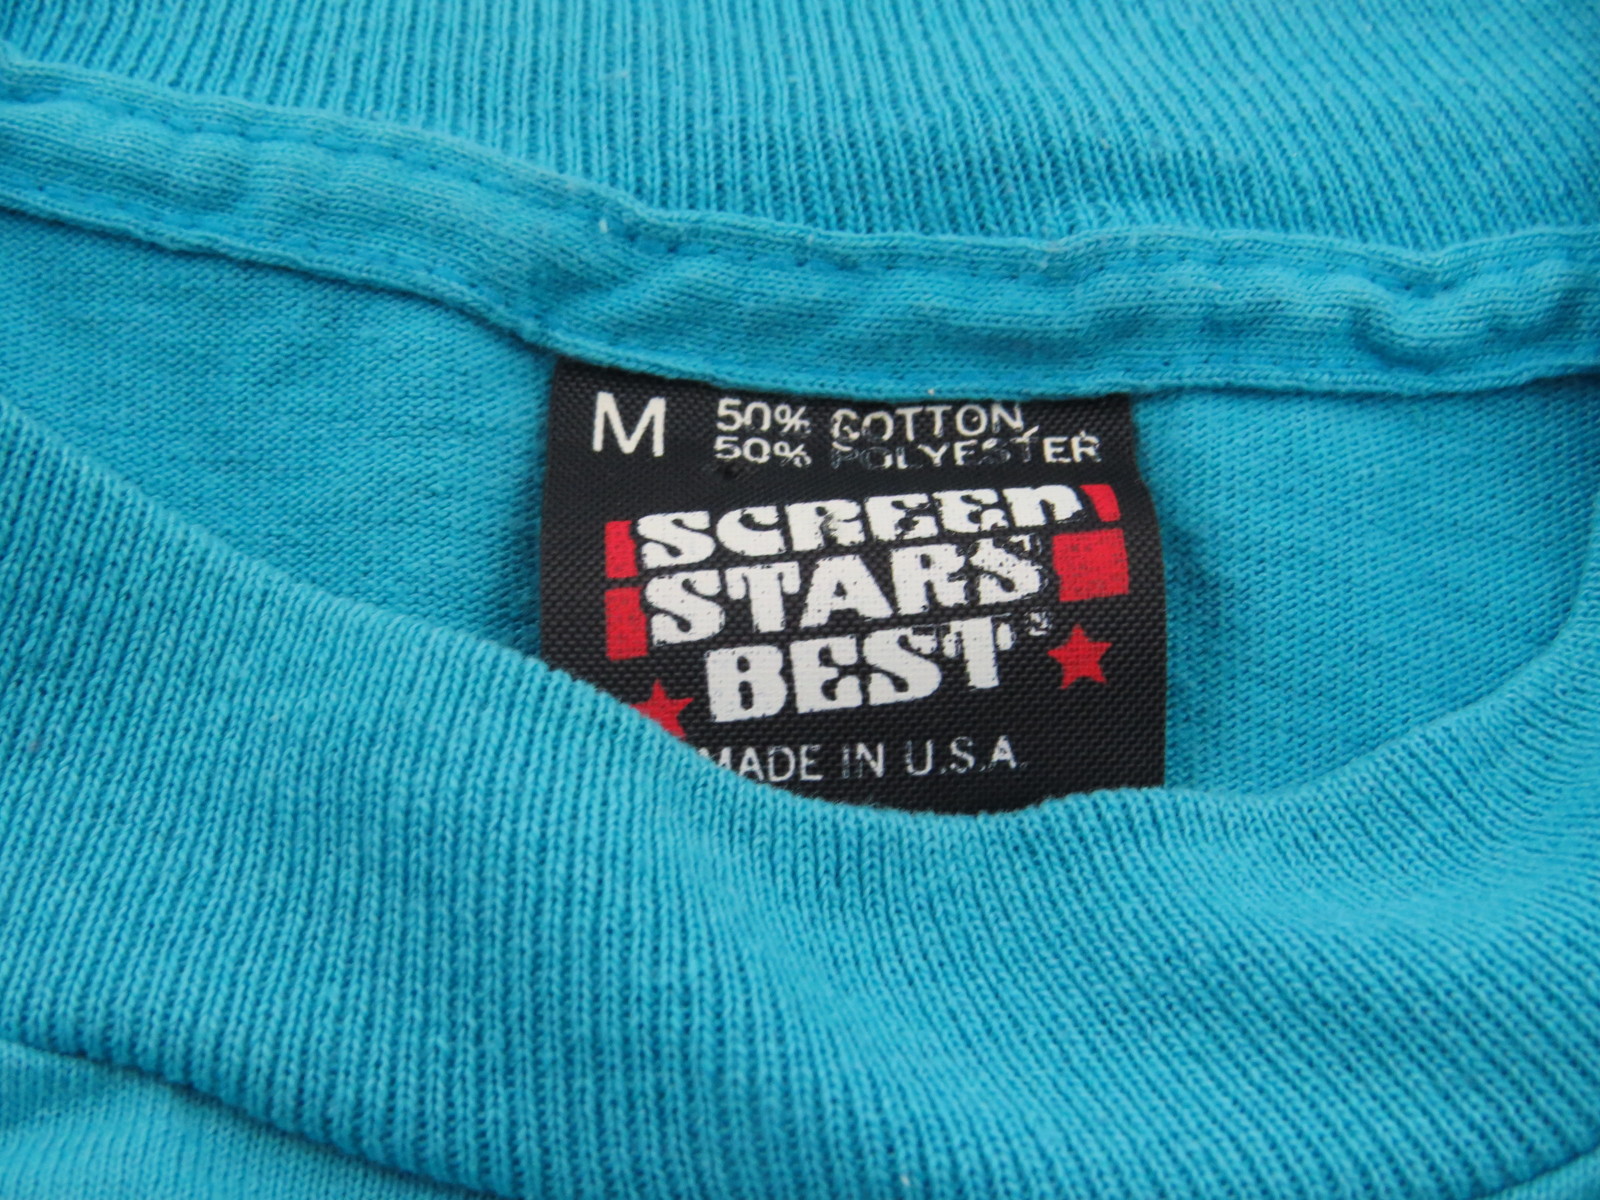 M 50% COTTON,
50% POLYESTER
SCREEN
STARS
BEST®
MADE IN U.S.A.